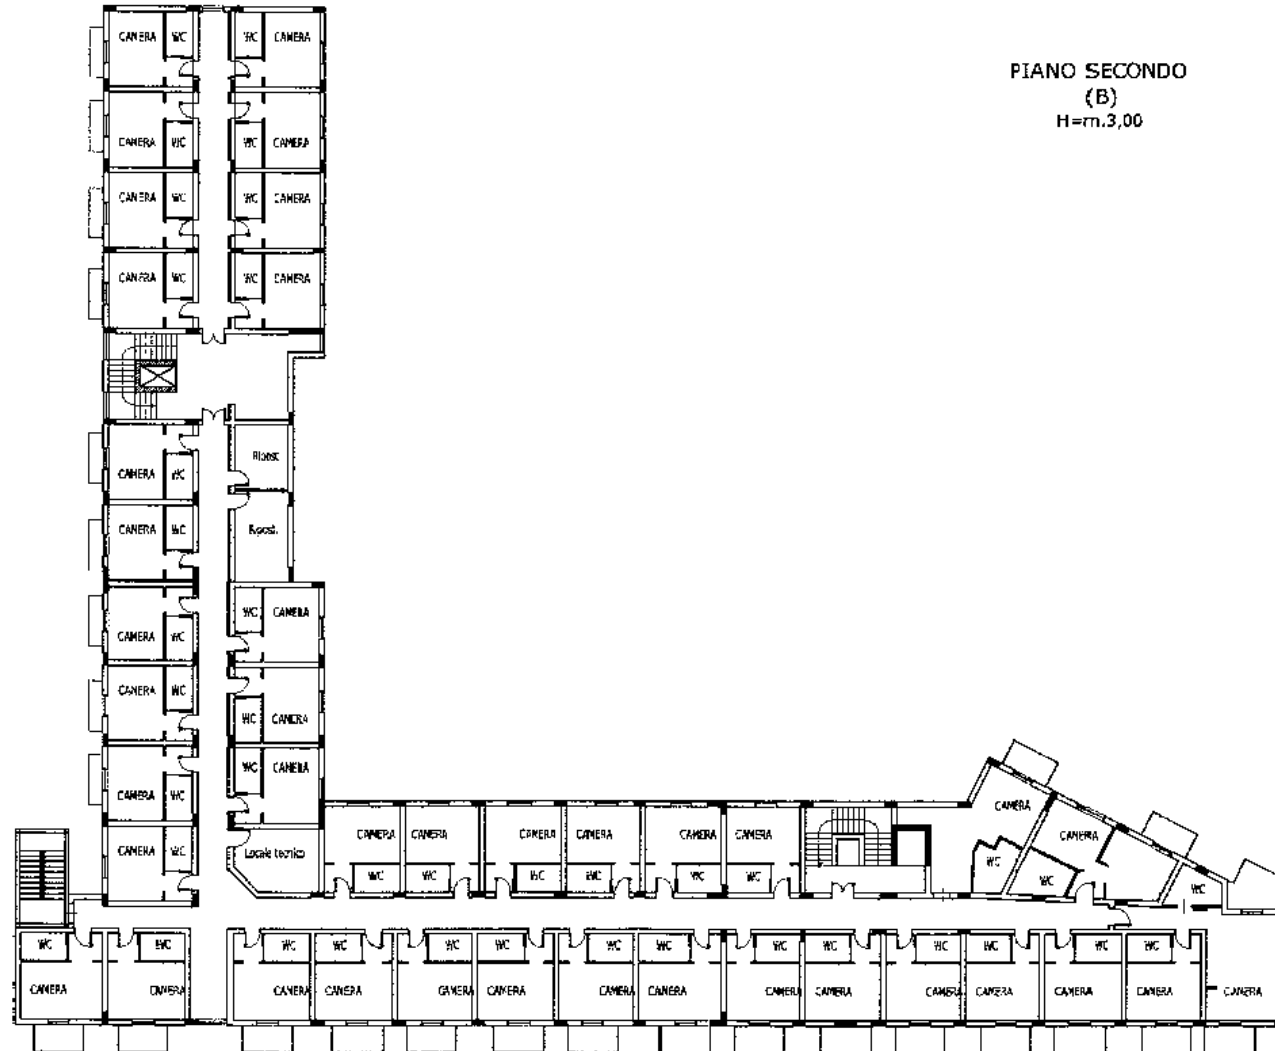 PIANO SECONDO
(B)
H=m.3,00
CAMERA WC WC CAMERA
CAMERA WC WC CAMERA
CAMERA WC WC CAMERA
CAMERA WC WC CAMERA
CAMERA WC Ripost.
CAMERA WC Ripost.
WC CAMERA
CAMERA WC
CAMERA WC
WC CAMERA
WC CAMERA
CAMERA WC
CAMERA WC Locale tecnico
CAMERA CAMERA CAMERA CAMERA CAMERA CAMERA CAMERA CAMERA
WC WC WC WC WC WC WC WC WC
WC WC WC WC WC WC WC WC WC WC WC WC WC WC
CAMERA CAMERA CAMERA CAMERA CAMERA CAMERA CAMERA CAMERA CAMERA CAMERA CAMERA CAMERA CAMERA CAMERA CAMERA